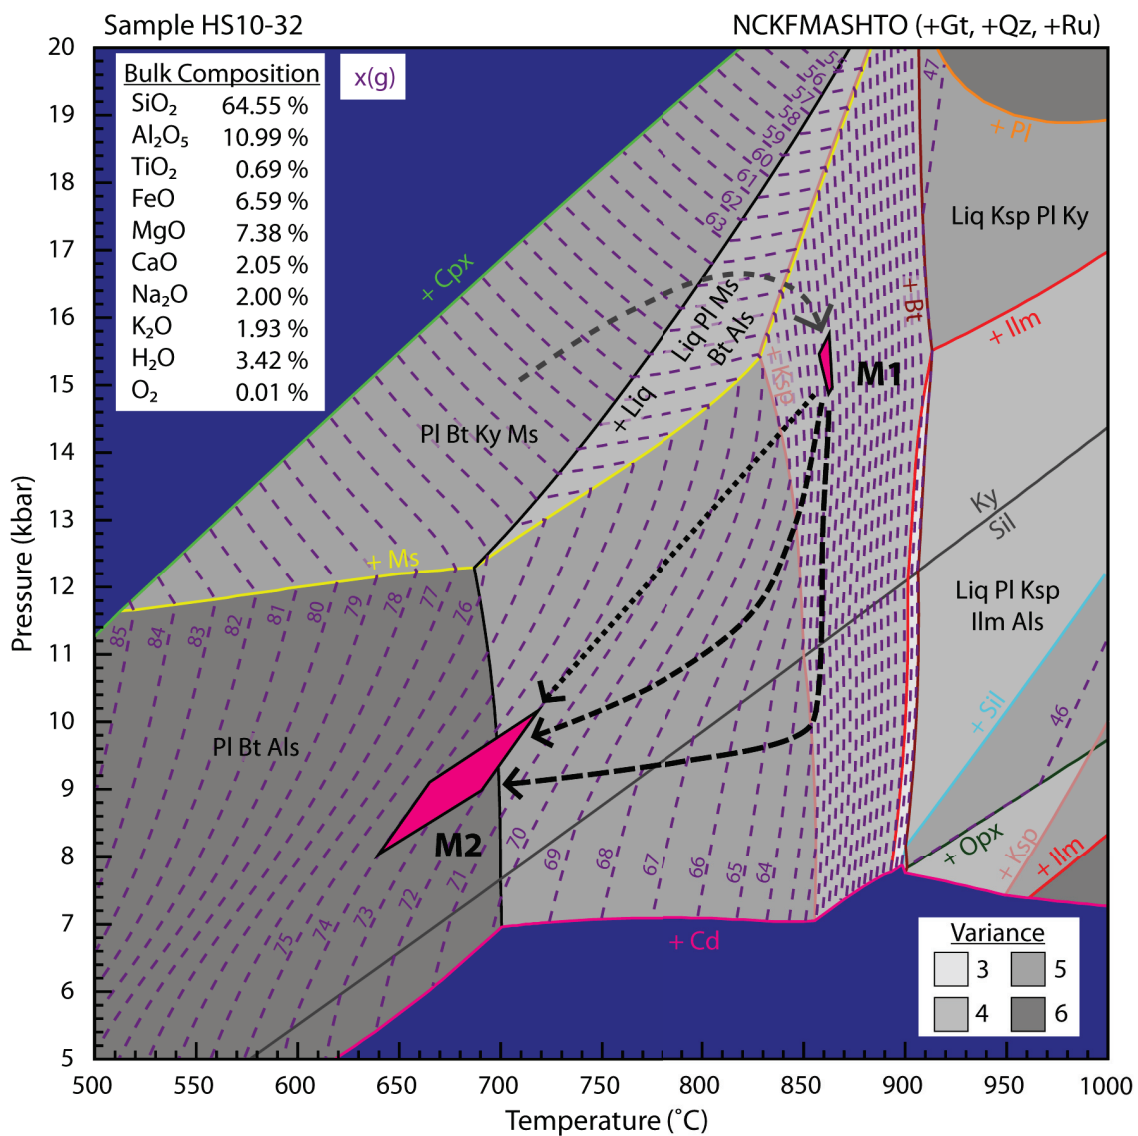 Sample HS10-32
NCKFMASHTO (+Gt, +Qz, +Ru)
Bulk Composition
SiO₂ 64.55 %
Al₂O₅ 10.99 %
TiO₂ 0.69 %
FeO 6.59 %
MgO 7.38 %
CaO 2.05 %
Na₂O 2.00 %
K₂O 1.93 %
H₂O 3.42 %
O₂ 0.01 %
x(g)
20
19
18
17
16
15
14
13
12
11
10
9
8
7
6
5
Pressure (kbar)
500 550 600 650 700 750 800 850 900 950 1000
Temperature (˚C)
+ Cpx
+ Ms
+ Liq
+ Ksp
+ Bt
+ Pl
+ Ilm
+ Sil
+ Opx
+ Ksp
+ Ilm
+ Cd
Ky
Sil
Liq Ksp Pl Ky
Liq Pl Ms
Bt Als
Pl Bt Ky Ms
Pl Bt Als
Liq Pl Ksp
Ilm Als
M1
M2
47
46
57
58
59
60
61
62
63
85
84
83
82
81
80
79
78
77
76
75
74
73
72
71
70
69
68
67
66
65
64
Variance
3 5
4 6